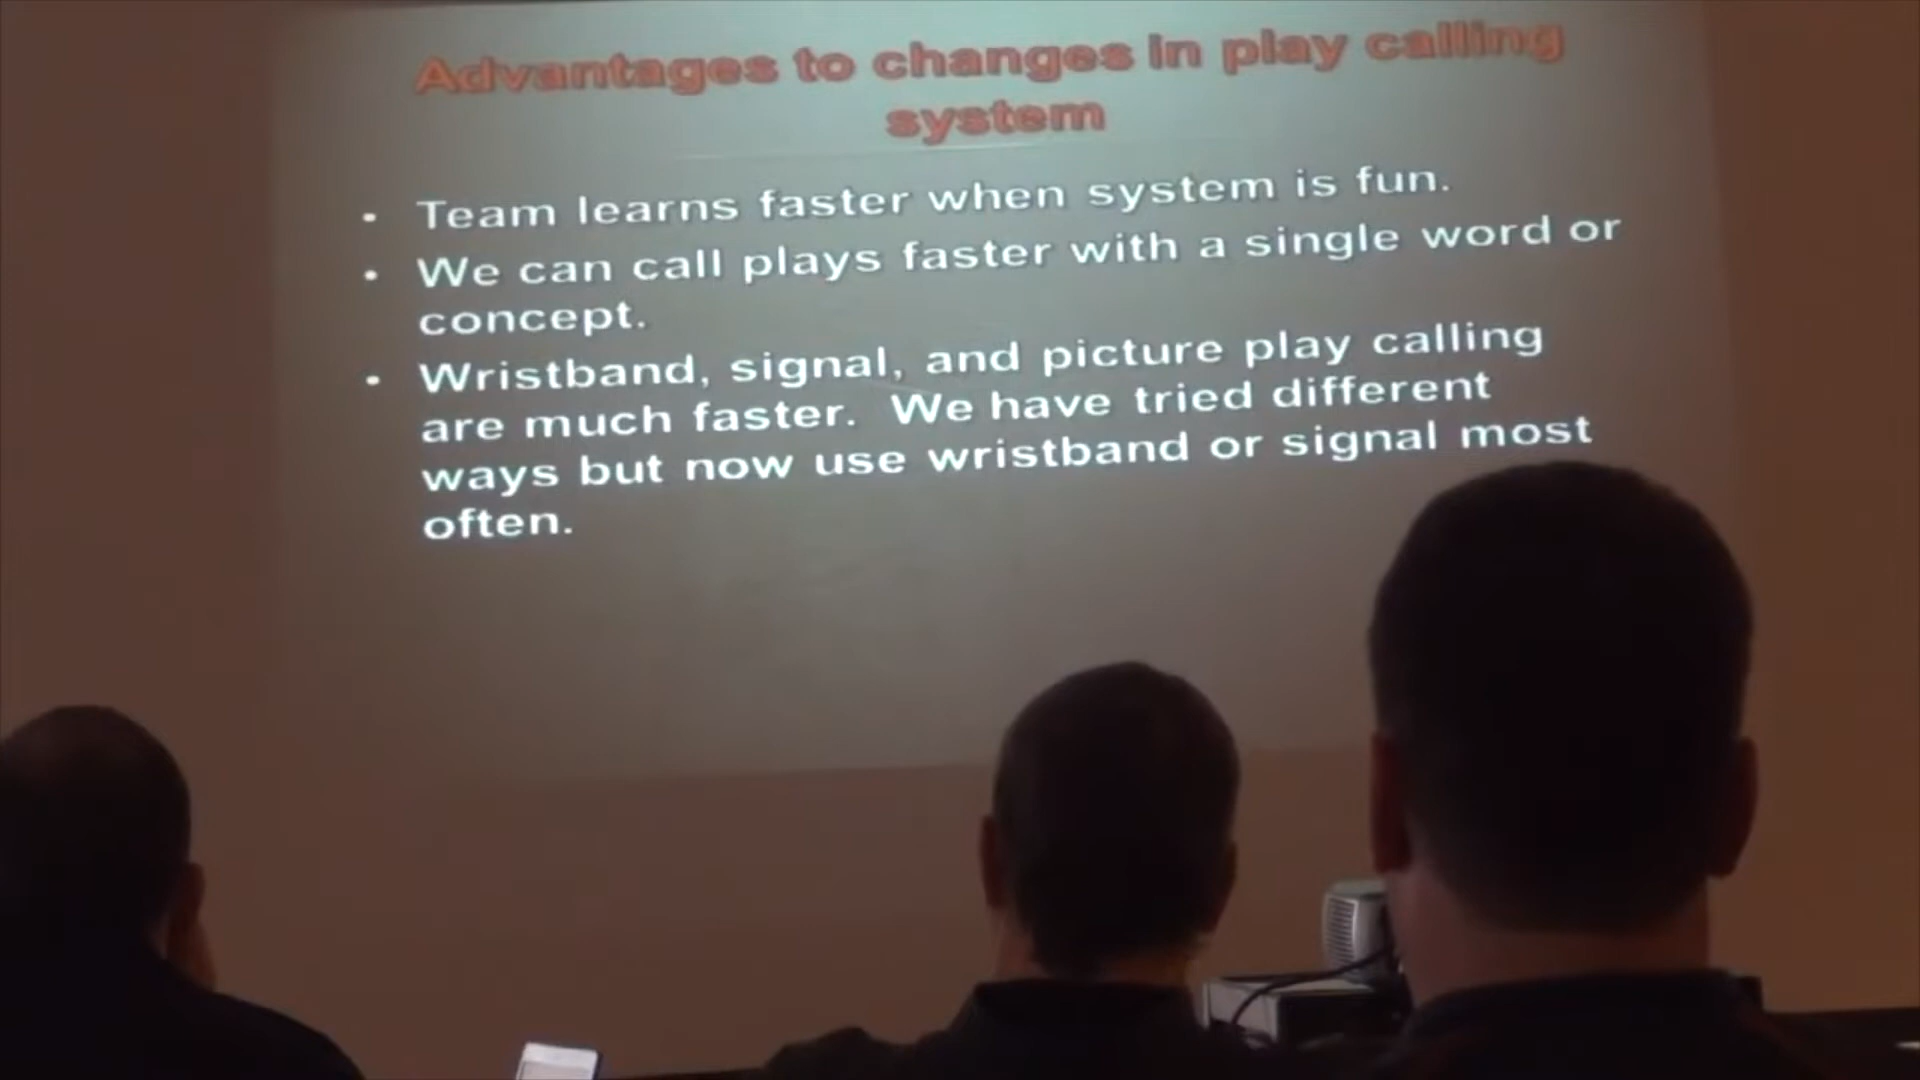 Advantages to changes in play calling
system
• Team learns faster when system is fun.
• We can call plays faster with a single word or
concept.
• Wristband, signal, and picture play calling
are much faster. We have tried different
ways but now use wristband or signal most
often.